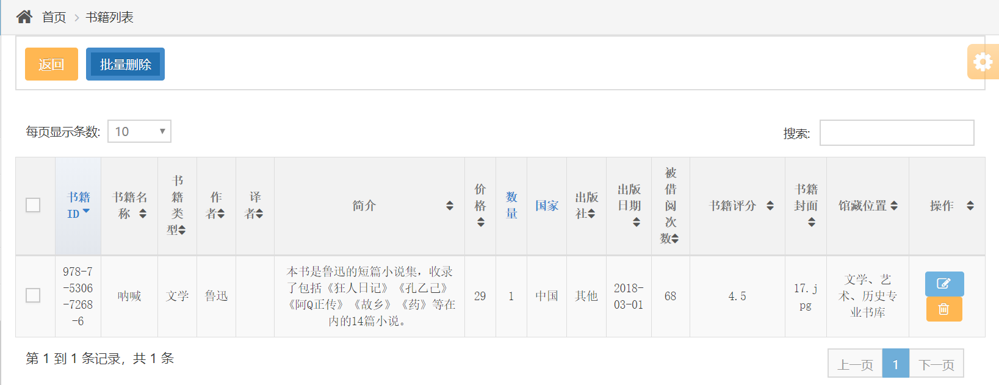 首页 > 书籍列表
返回 批量删除
每页显示条数: 10 搜索:
书籍ID 书籍名称 书籍类型 作者 译者 简介 价格 数量 国家 出版社 出版日期 被借阅次数 书籍评分 书籍封面 馆藏位置 操作
978-7-5306-7268-6 呐喊 文学 鲁迅 本书是鲁迅的短篇小说集，收录了包括《狂人日记》《孔乙己》《阿Q正传》《故乡》《药》等在内的14篇小说。 29 1 中国 其他 2018-03-01 68 4.5 17.jpg 文学、艺术、历史专业书库
第 1 到 1 条记录，共 1 条
上一页 1 下一页